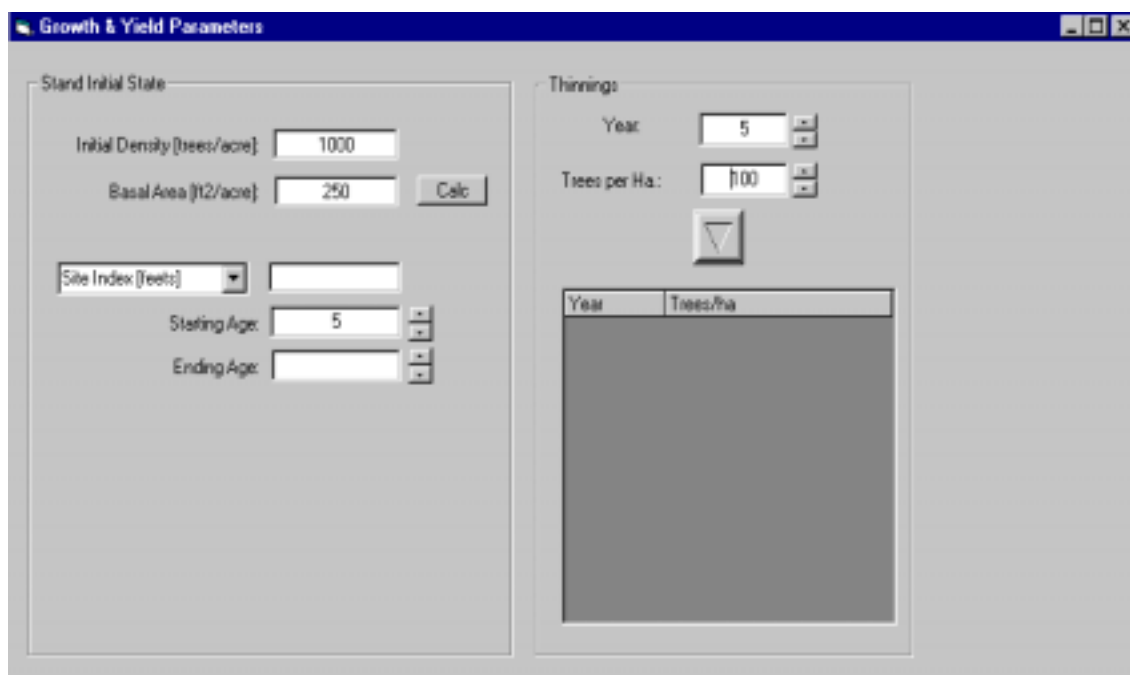 Growth & Yield Parameters
Stand Initial State
Initial Density [trees/acre]: 1000
Basal Area [ft2/acre]: 250 Calc
Site Index [feets]
Starting Age: 5
Ending Age:
Thinnings
Year: 5
Trees per Ha.: 100
Year Trees/ha